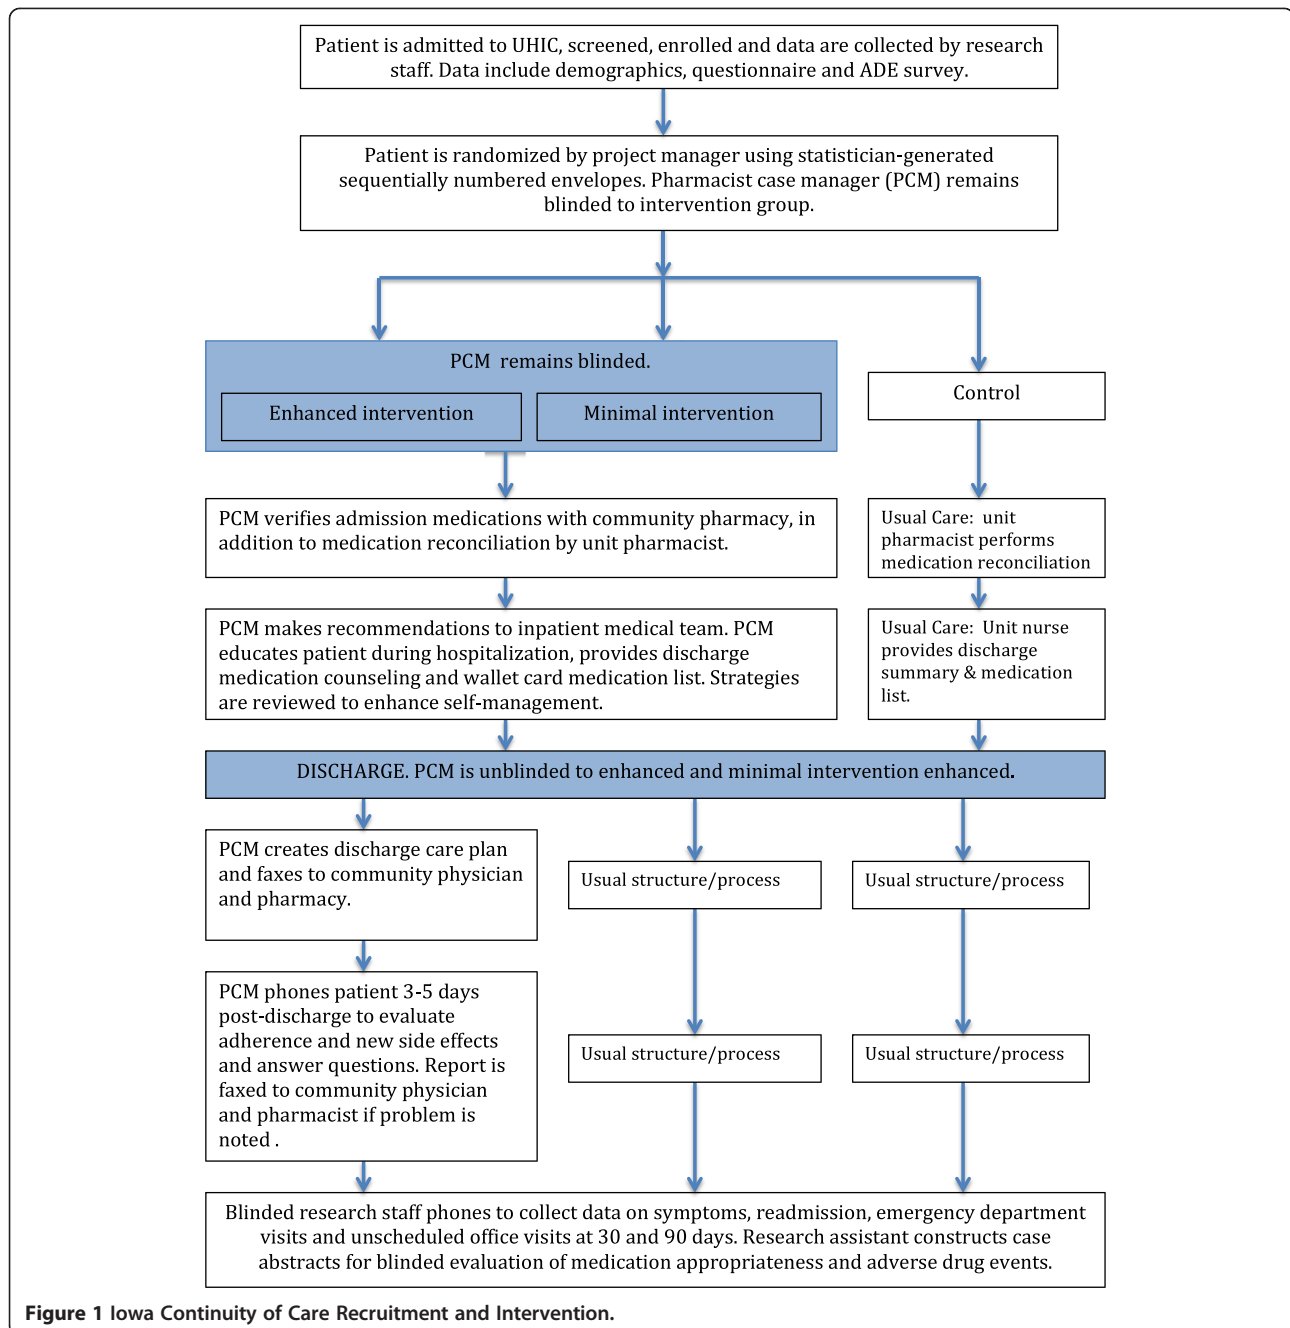 Patient is admitted to UHIC, screened, enrolled and data are collected by research
staff. Data include demographics, questionnaire and ADE survey.
Patient is randomized by project manager using statistician-generated
sequentially numbered envelopes. Pharmacist case manager (PCM) remains
blinded to intervention group.
PCM remains blinded.
Enhanced intervention
Minimal intervention
Control
PCM verifies admission medications with community pharmacy, in
addition to medication reconciliation by unit pharmacist.
Usual Care: unit
pharmacist performs
medication reconciliation
PCM makes recommendations to inpatient medical team. PCM
educates patient during hospitalization, provides discharge
medication counseling and wallet card medication list. Strategies
are reviewed to enhance self-management.
Usual Care: Unit nurse
provides discharge
summary & medication
list.
DISCHARGE. PCM is unblinded to enhanced and minimal intervention enhanced.
PCM creates discharge care plan
and faxes to community physician
and pharmacy.
Usual structure/process
Usual structure/process
PCM phones patient 3-5 days
post-discharge to evaluate
adherence and new side effects
and answer questions. Report is
faxed to community physician
and pharmacist if problem is
noted .
Usual structure/process
Usual structure/process
Blinded research staff phones to collect data on symptoms, readmission, emergency department
visits and unscheduled office visits at 30 and 90 days. Research assistant constructs case
abstracts for blinded evaluation of medication appropriateness and adverse drug events.
Figure 1 Iowa Continuity of Care Recruitment and Intervention.